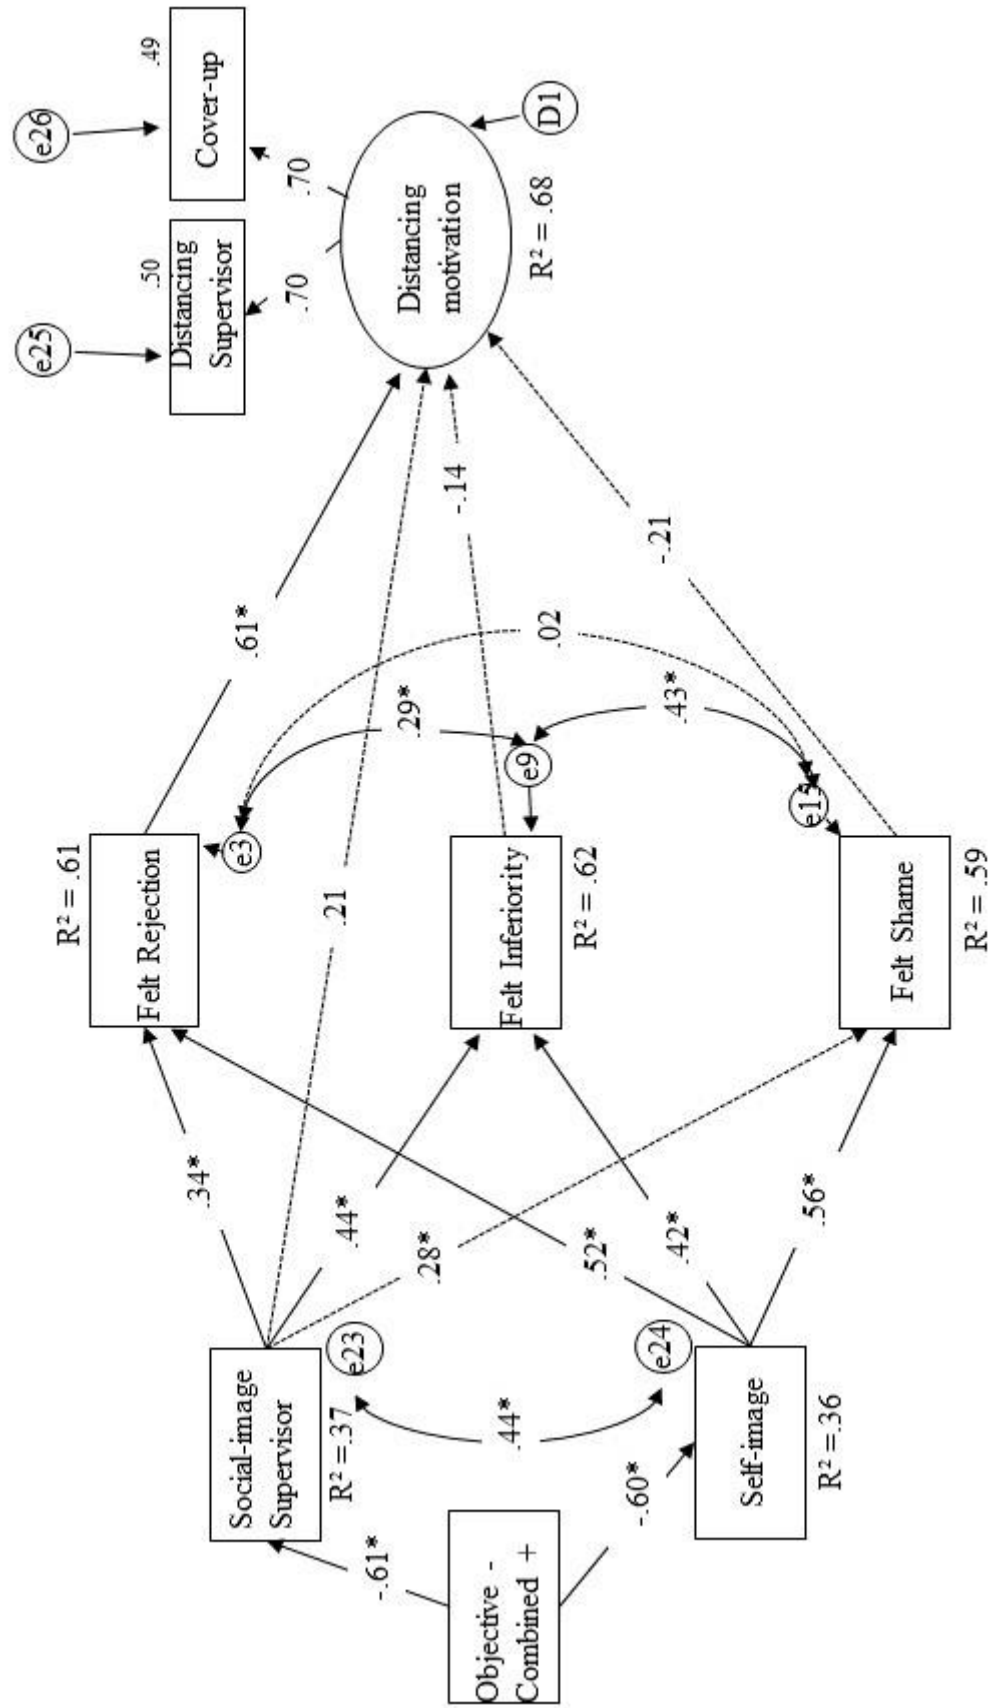 e25
e26
.50
.49
Distancing
Supervisor
Cover-up
.70
.70
Distancing
motivation
R² = .68
D1
R² = .61
Felt Rejection
e3
.61*
.34*
Social-image
Supervisor
R² =.37
e23
.21
.29*
.02
-.14
-.61*
.44*
.28*
Felt Inferiority
R² = .62
e9
.43*
Objective -
Combined +
.44*
.52*
.42*
e24
-.60*
Self-image
R² =.36
.56*
e15
Felt Shame
R² = .59
-.21